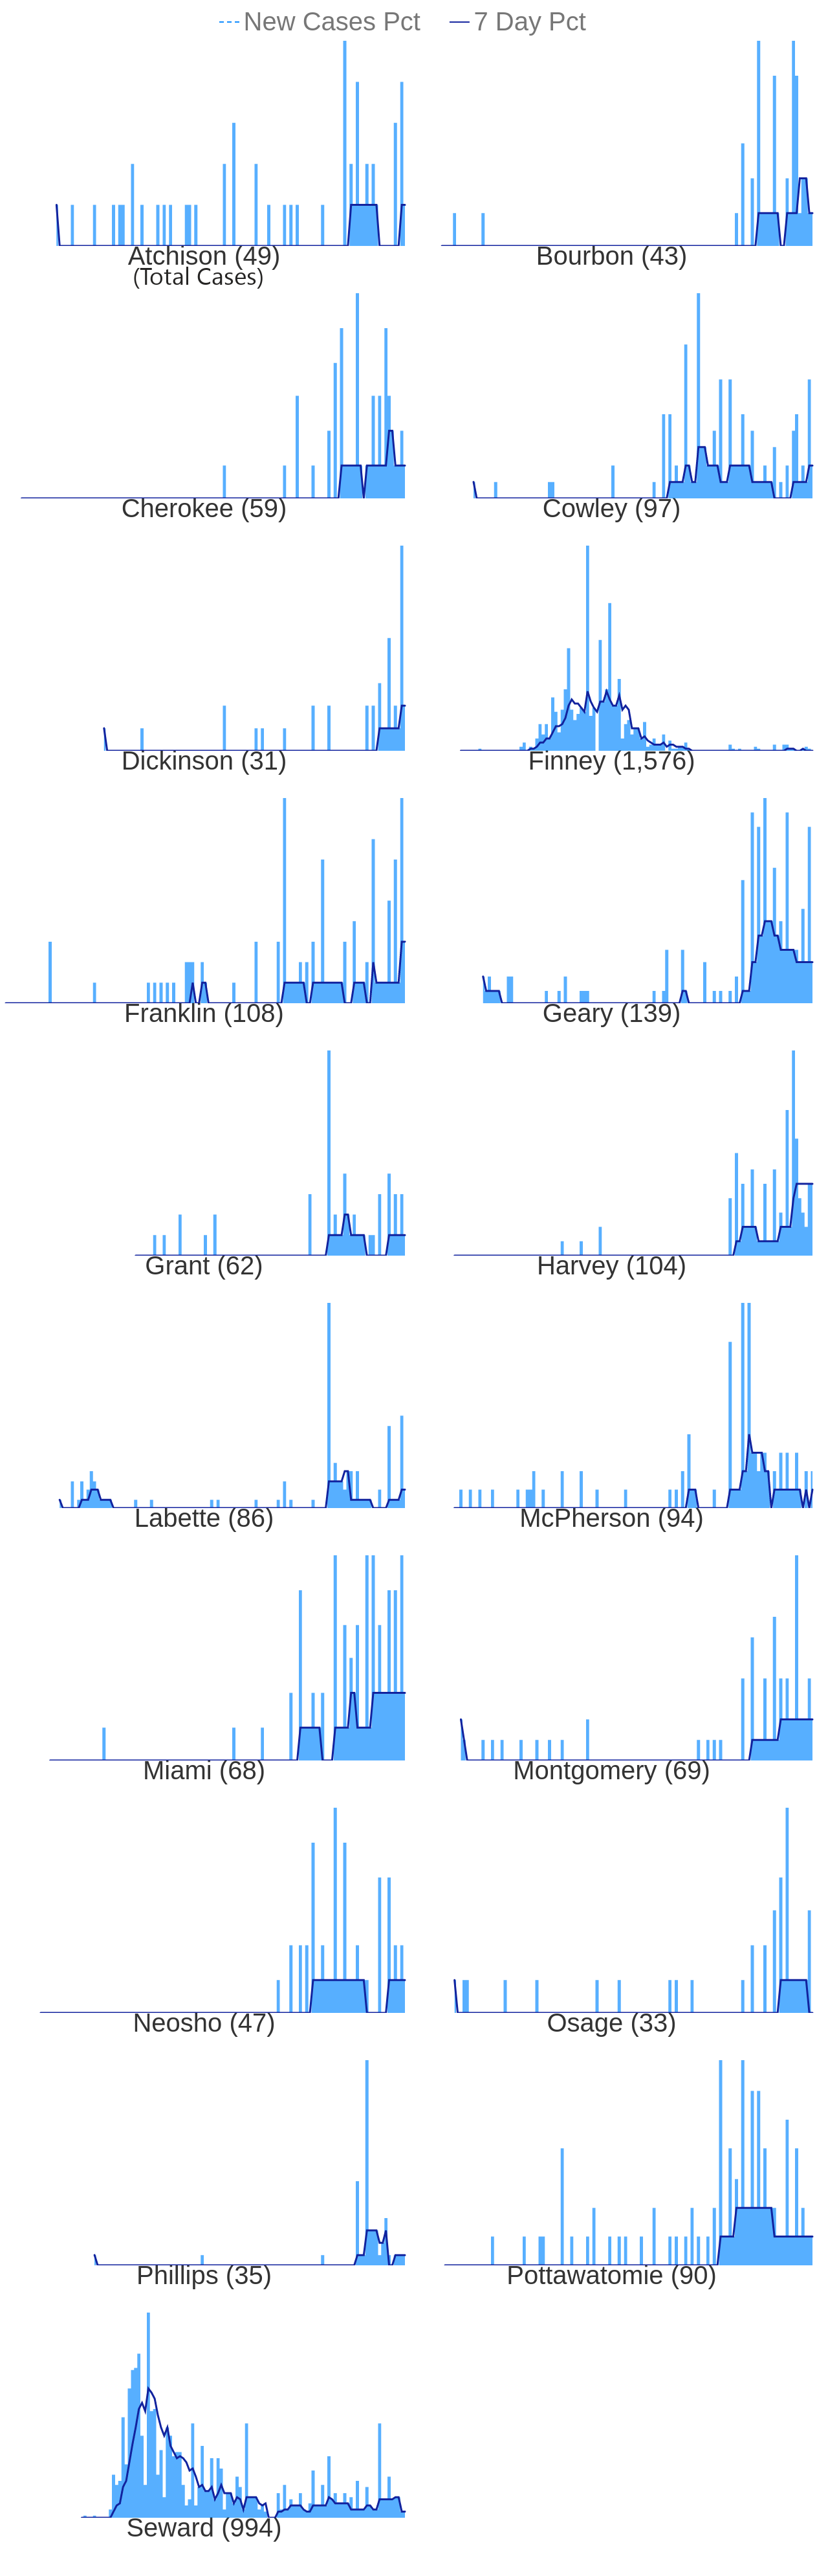 New Cases Pct 7 Day Pct
Atchison (49) Bourbon (43)
(Total Cases)
Cherokee (59) Cowley (97)
Dickinson (31) Finney (1,576)
Franklin (108) Geary (139)
Grant (62) Harvey (104)
Labette (86) McPherson (94)
Miami (68) Montgomery (69)
Neosho (47) Osage (33)
Phillips (35) Pottawatomie (90)
Seward (994)